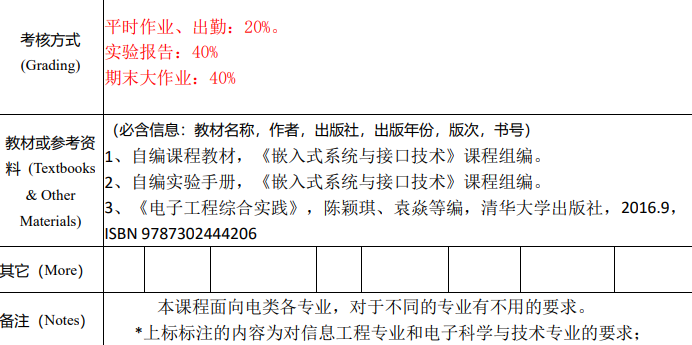 考核方式
(Grading)
平时作业、出勤：20%。
实验报告：40%
期末大作业：40%
教材或参考资
料 (Textbooks
& Other
Materials)
（必含信息：教材名称，作者，出版社，出版年份，版次，书号）
1、自编课程教材，《嵌入式系统与接口技术》课程组编。
2、自编实验手册，《嵌入式系统与接口技术》课程组编。
3、《电子工程综合实践》，陈颖琪、袁焱等编，清华大学出版社，2016.9，
ISBN 9787302444206
其它（More）
备注（Notes）
本课程面向电类各专业，对于不同的专业有不用的要求。
*上标标注的内容为对信息工程专业和电子科学与技术专业的要求；